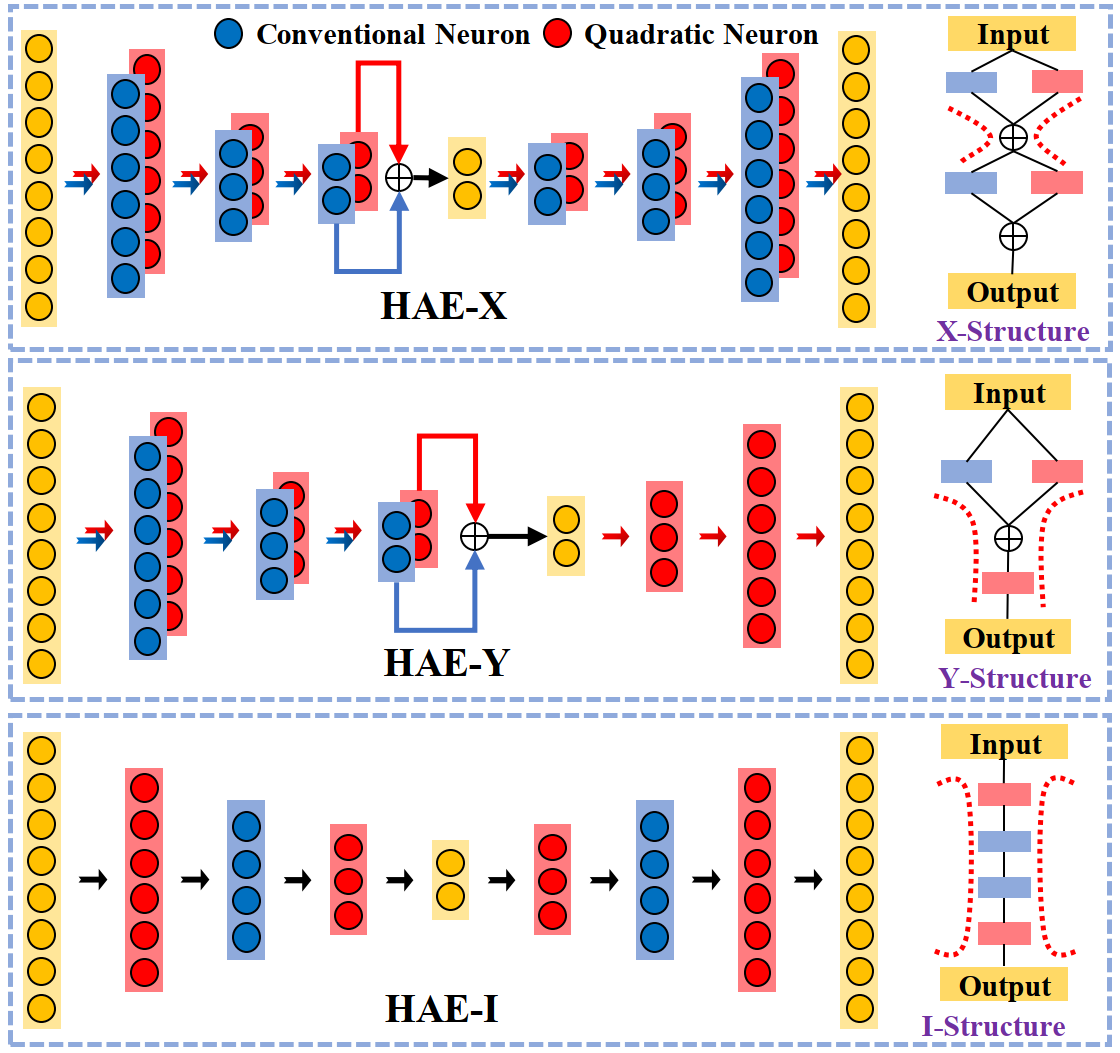 Conventional Neuron Quadratic Neuron
Input
HAE-X
Output
X-Structure
Input
HAE-Y
Output
Y-Structure
Input
HAE-I
Output
I-Structure